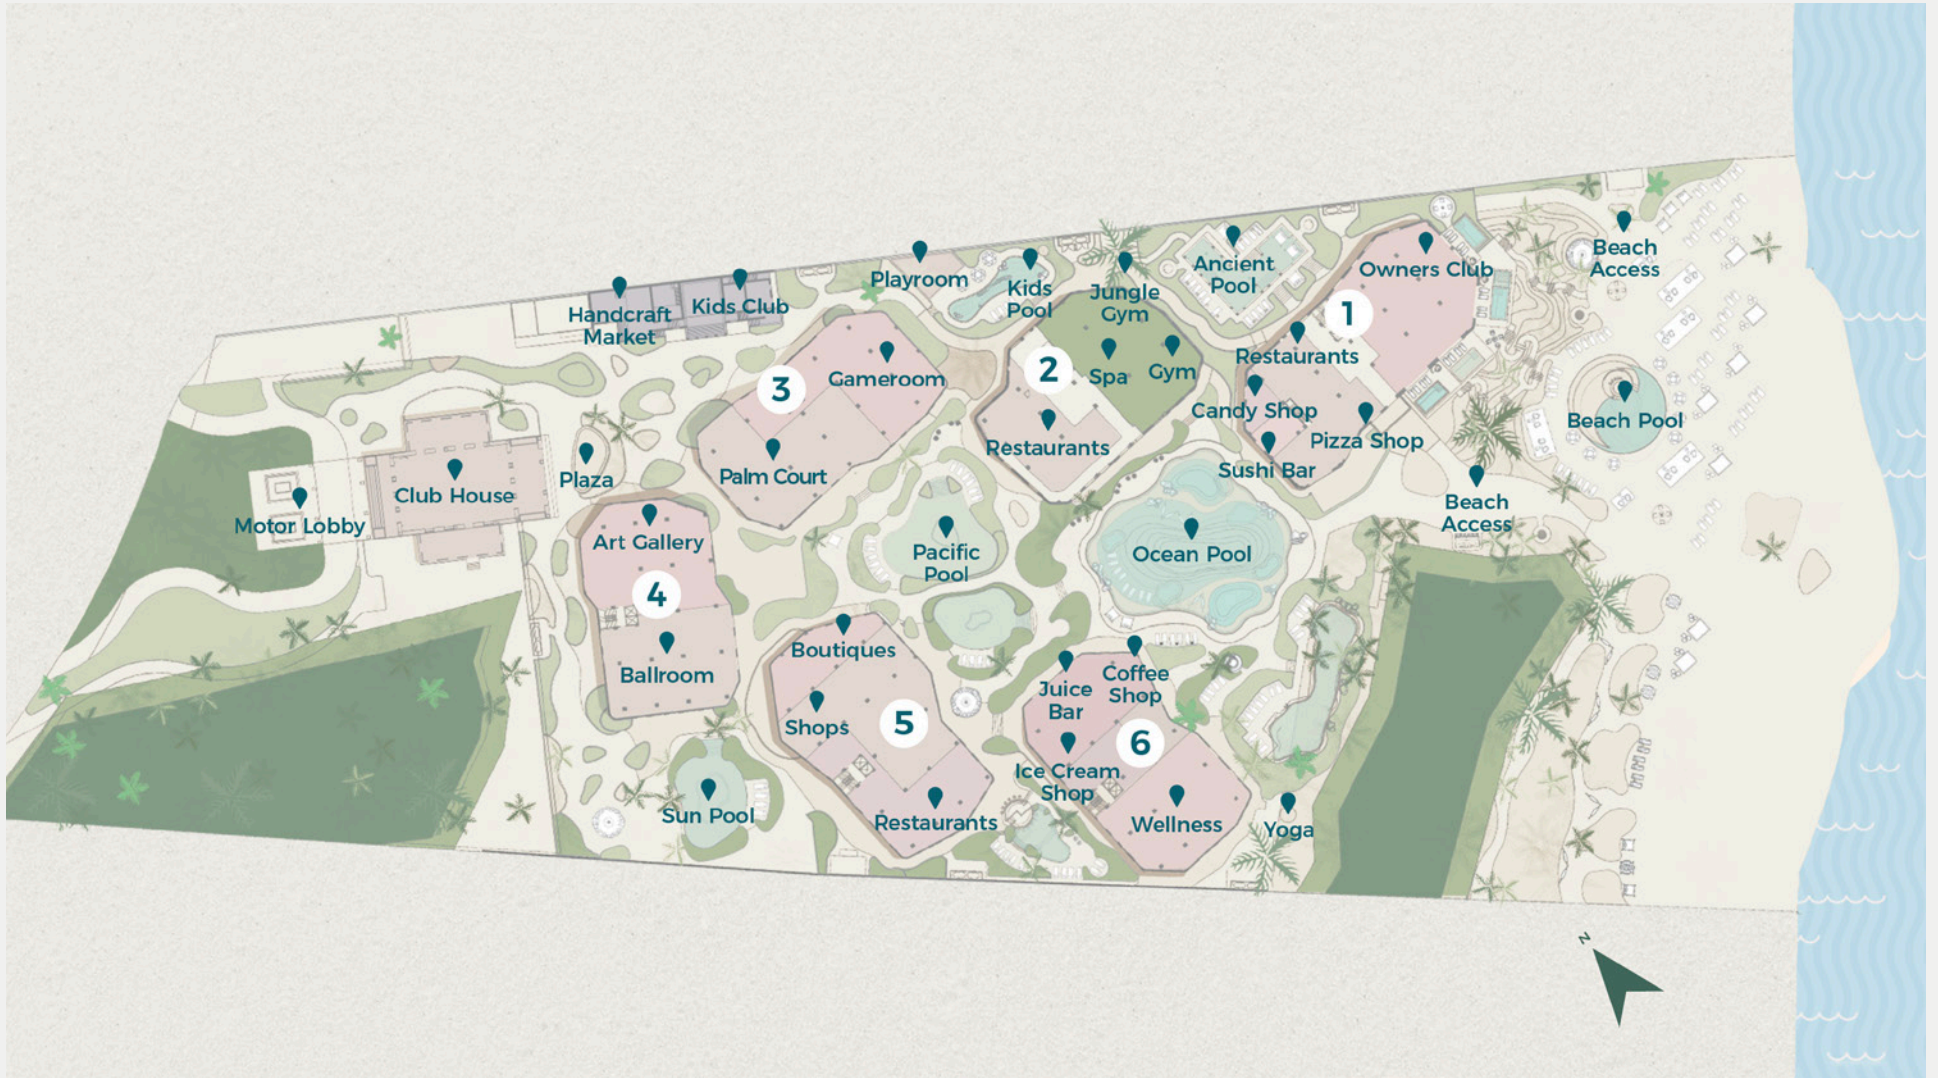 Beach
Access
Playroom
Kids
Pool
Jungle
Gym
Ancient
Pool
Owners Club
Handcraft
Market
Kids Club
1
Restaurants
3
Gameroom
2
Spa
Gym
Candy Shop
Beach Pool
Restaurants
Pizza Shop
Plaza
Palm Court
Sushi Bar
Club House
Motor Lobby
Beach
Access
Art Gallery
Pacific
Pool
Ocean Pool
4
Ballroom
Boutiques
Juice
Bar
Coffee
Shop
Shops
5
6
Ice Cream
Shop
Sun Pool
Restaurants
Wellness
Yoga
N